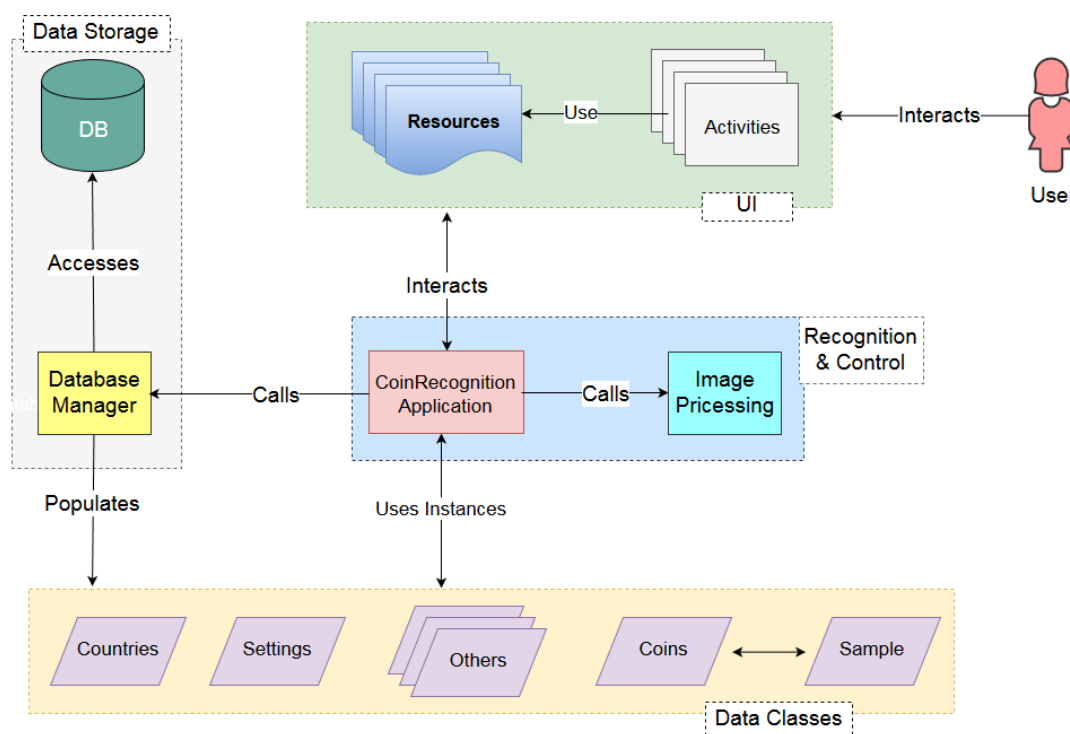 Data Storage
DB
Resources
Use
Activities
Interacts
User
UI
Accesses
Interacts
Recognition
& Control
Database
Manager
Calls
CoinRecognition
Application
Calls
Image
Pricessing
Populates
Uses Instances
Countries
Settings
Others
Coins
Sample
Data Classes